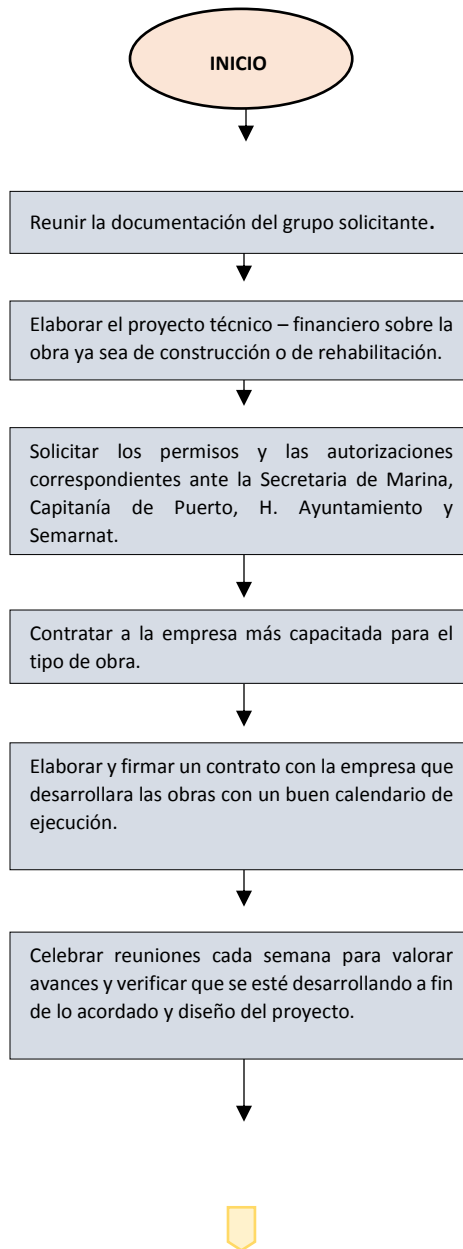 INICIO
Reunir la documentación del grupo solicitante.
Elaborar el proyecto técnico – financiero sobre la
obra ya sea de construcción o de rehabilitación.
Solicitar los permisos y las autorizaciones
correspondientes ante la Secretaria de Marina,
Capitanía de Puerto, H. Ayuntamiento y
Semarnat.
Contratar a la empresa más capacitada para el
tipo de obra.
Elaborar y firmar un contrato con la empresa que
desarrollara las obras con un buen calendario de
ejecución.
Celebrar reuniones cada semana para valorar
avances y verificar que se esté desarrollando a fin
de lo acordado y diseño del proyecto.